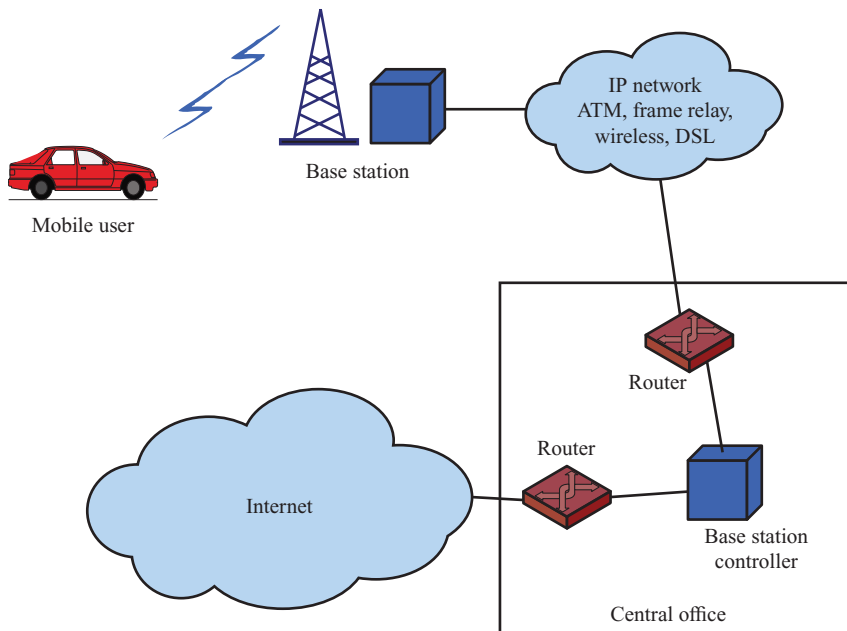 IP network
ATM, frame relay,
wireless, DSL
Base station
Mobile user
Router
Router
Internet
Base station
controller
Central office